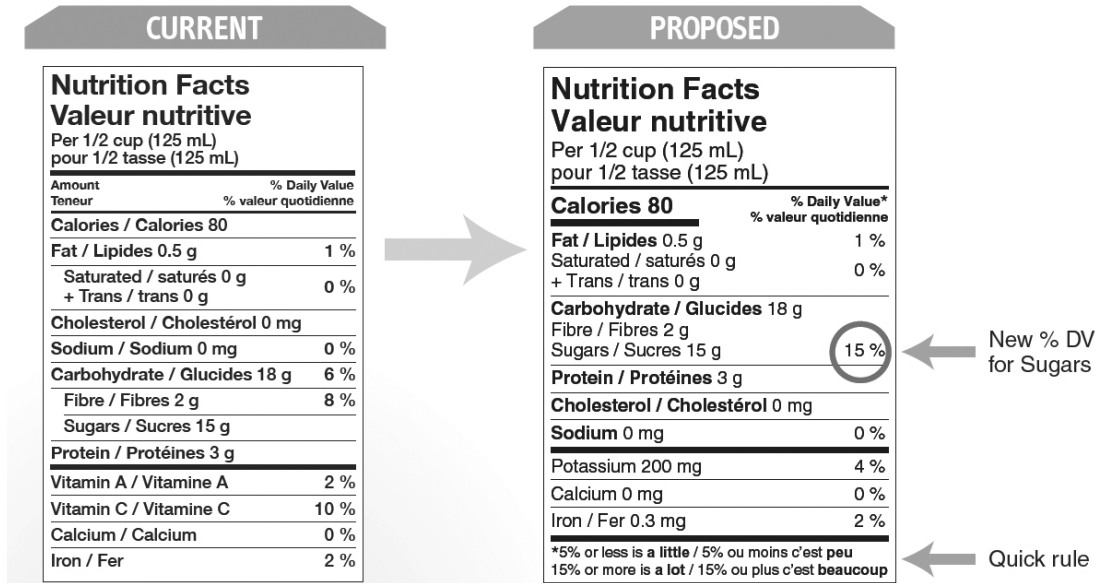 CURRENT
Nutrition Facts
Valeur nutritive
Per 1/2 cup (125 mL)
pour 1/2 tasse (125 mL)
Amount % Daily Value
Teneur % valeur quotidienne
Calories / Calories 80
Fat / Lipides 0.5 g 1 %
Saturated / saturés 0 g
+ Trans / trans 0 g 0 %
Cholesterol / Cholestérol 0 mg
Sodium / Sodium 0 mg 0 %
Carbohydrate / Glucides 18 g 6 %
Fibre / Fibres 2 g 8 %
Sugars / Sucres 15 g
Protein / Protéines 3 g
Vitamin A / Vitamine A 2 %
Vitamin C / Vitamine C 10 %
Calcium / Calcium 0 %
Iron / Fer 2 %
PROPOSED
Nutrition Facts
Valeur nutritive
Per 1/2 cup (125 mL)
pour 1/2 tasse (125 mL)
Calories 80 % Daily Value*
% valeur quotidienne
Fat / Lipides 0.5 g 1 %
Saturated / saturés 0 g
+ Trans / trans 0 g 0 %
Carbohydrate / Glucides 18 g
Fibre / Fibres 2 g
Sugars / Sucres 15 g 15 %
Protein / Protéines 3 g
Cholesterol / Cholestérol 0 mg
Sodium 0 mg 0 %
Potassium 200 mg 4 %
Calcium 0 mg 0 %
Iron / Fer 0.3 mg 2 %
*5% or less is a little / 5% ou moins c'est peu
15% or more is a lot / 15% ou plus c'est beaucoup
New % DV
for Sugars
Quick rule